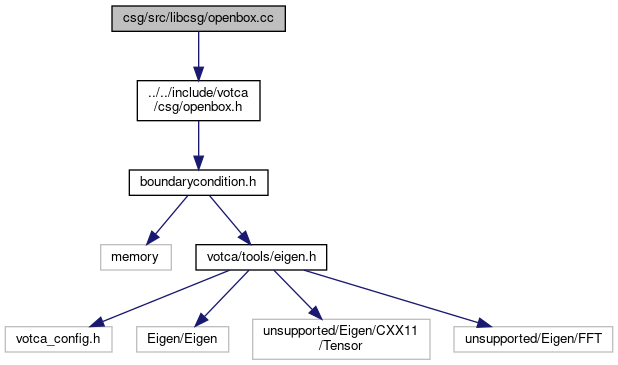 csg/src/libcsg/openbox.cc
../../include/votca
/csg/openbox.h
boundarycondition.h
memory
votca/tools/eigen.h
votca_config.h
Eigen/Eigen
unsupported/Eigen/CXX11
/Tensor
unsupported/Eigen/FFT